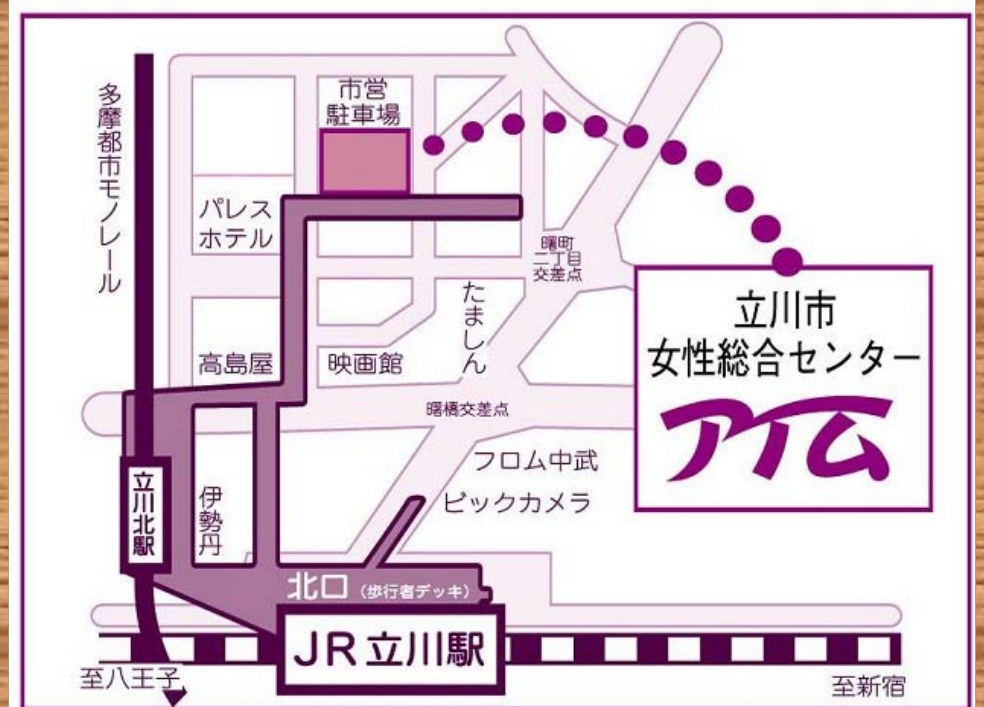 多摩都市モノレール
市営
駐車場
パレス
ホテル
曙町
二丁目
交差点
たましん
立川市
女性総合センター
アイム
高島屋
映画館
曙橋交差点
フロム中武
ビックカメラ
伊勢丹
立川北駅
北口（歩行者デッキ）
JR立川駅
至八王子
至新宿